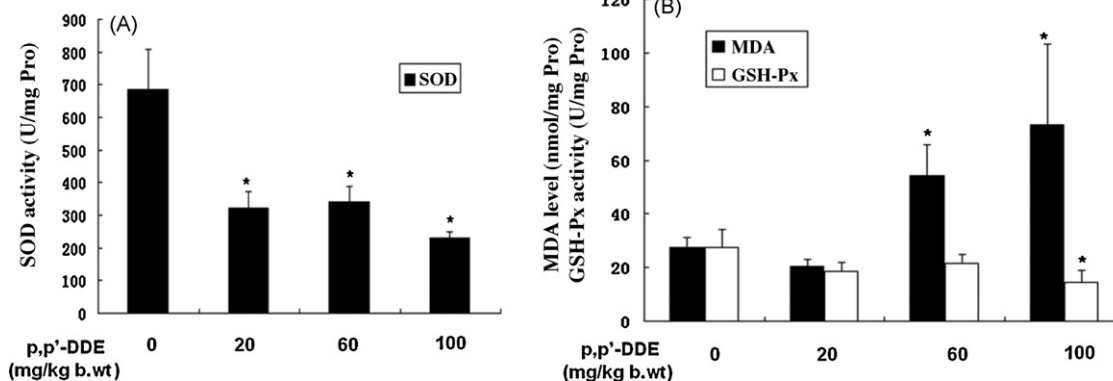 (A)
SOD activity (U/mg Pro)
900
800
700
600
500
400
300
200
100
0
SOD
*
*
*
p,p'-DDE 0 20 60 100
(mg/kg b.wt)
(B)
MDA level (nmol/mg Pro)
GSH-Px activity (U/mg Pro)
120
100
80
60
40
20
0
MDA
GSH-Px
*
*
*
p,p'-DDE 0 20 60 100
(mg/kg b.wt)